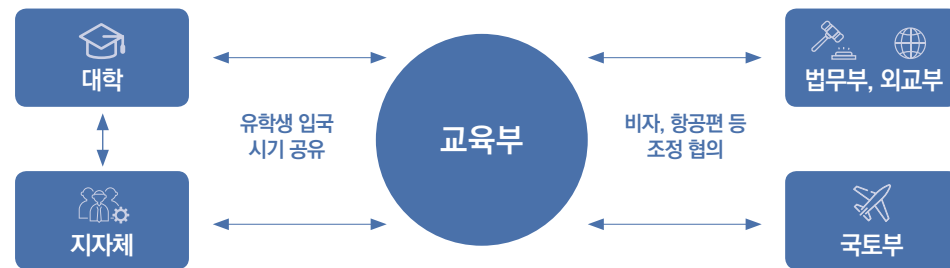 대학
지자체
유학생 입국
시기 공유
교육부
비자, 항공편 등
조정 협의
법무부, 외교부
국토부